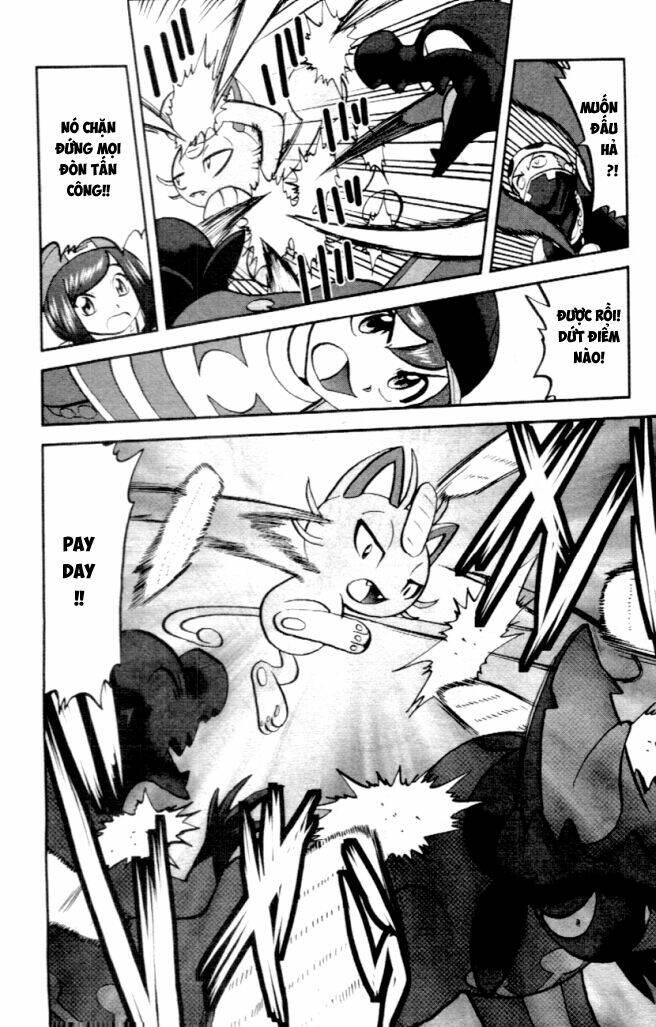 MUỐN
ĐẤU
HẢ
?!
NÓ CHẶN
ĐỨNG MỌI
ĐÒN TẤN
CÔNG!!
ĐƯỢC RỒI!
DỨT ĐIỂM
NÀO!
PAY
DAY
!!